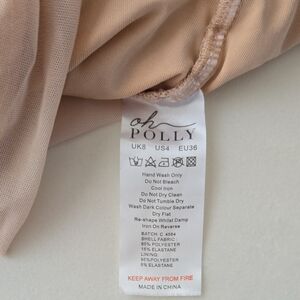 oh
POLLY
UK8 US4 EU36
Hand Wash Only
Do Not Bleach
Cool Iron
Do Not Dry Clean
Do Not Tumble Dry
Wash Dark Colour Separate
Dry Flat
Re-shape Whilst Damp
Iron On Reverse
BATCH: C 4564
SHELL FABRIC:
85% POLYESTER
15% ELASTANE
LINING:
95%POLYESTER
5% ELASTANE
KEEP AWAY FROM FIRE
MADE IN CHINA